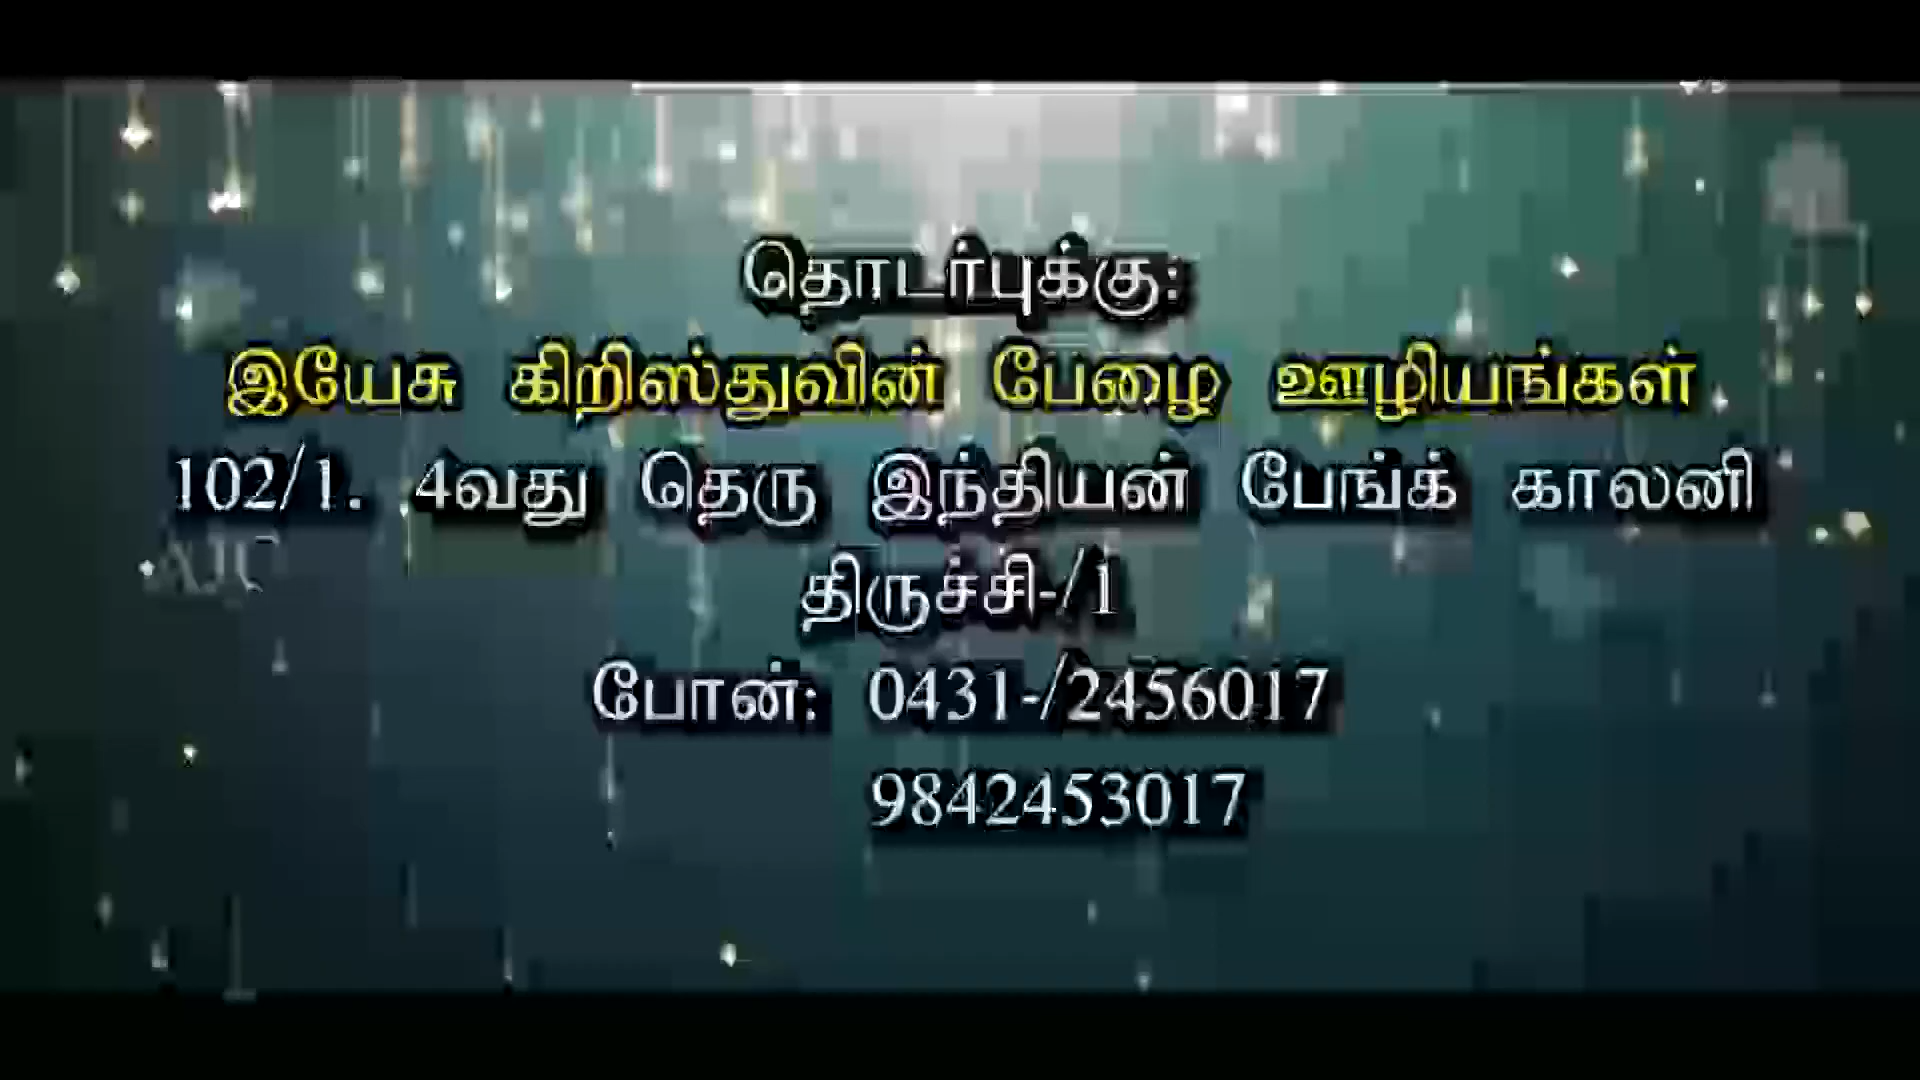 தொடர்புக்கு:
இயேசு கிறிஸ்துவின் பேழை ஊழியங்கள்
102/1. 4வது தெரு இந்தியன் பேங்க் காலனி
திருச்சி-/1
போன்: 0431-/2456017
9842453017